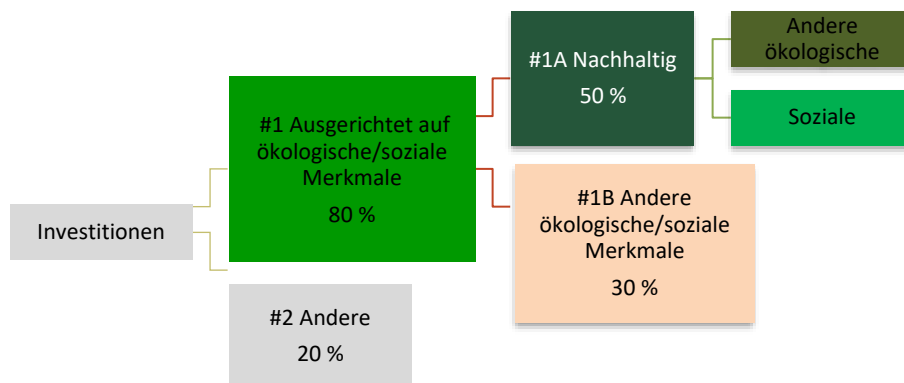 Investitionen
#1 Ausgerichtet auf
ökologische/soziale
Merkmale
80 %
#2 Andere
20 %
#1A Nachhaltig
50 %
#1B Andere
ökologische/soziale
Merkmale
30 %
Andere
ökologische
Soziale